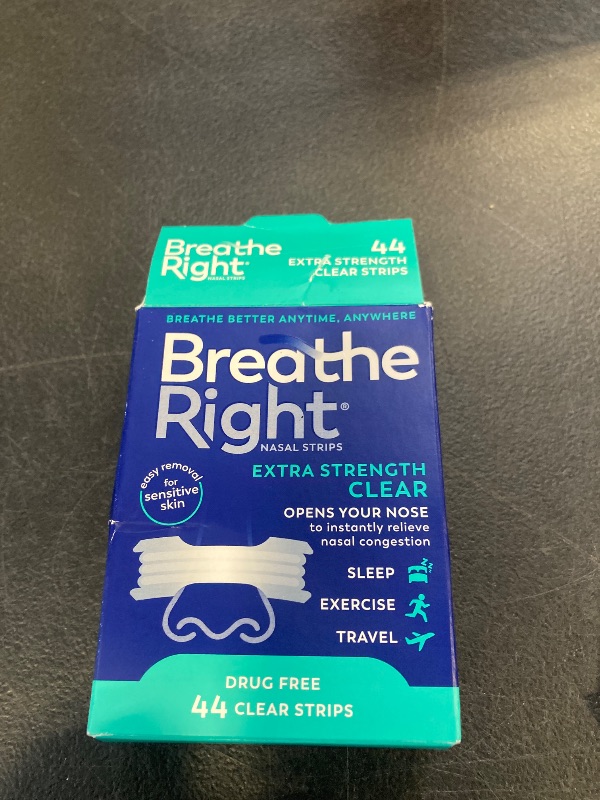 Breathe
Right®
NASAL STRIPS
44
EXTRA STRENGTH
CLEAR STRIPS
BREATHE BETTER ANYTIME, ANYWHERE
Breathe
Right®
NASAL STRIPS
easy removal
for
sensitive
skin
EXTRA STRENGTH
CLEAR
OPENS YOUR NOSE
to instantly relieve
nasal congestion
SLEEP
EXERCISE
TRAVEL
DRUG FREE
44 CLEAR STRIPS